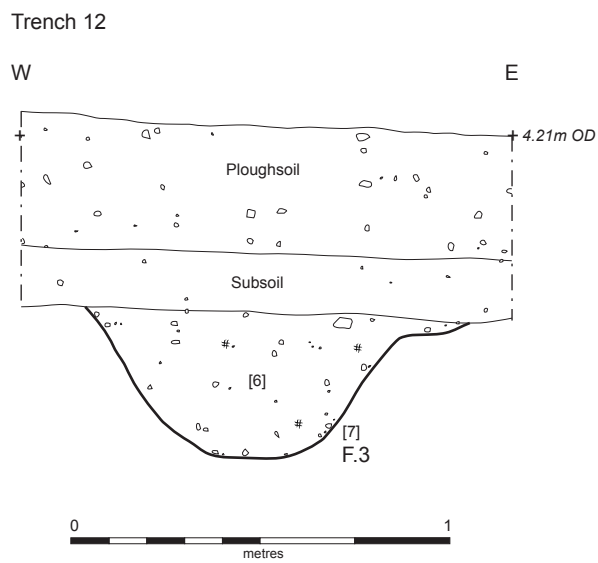 Trench 12
W E
4.21m OD
Ploughsoil
Subsoil
[6]
[7]
F.3
0 1
metres